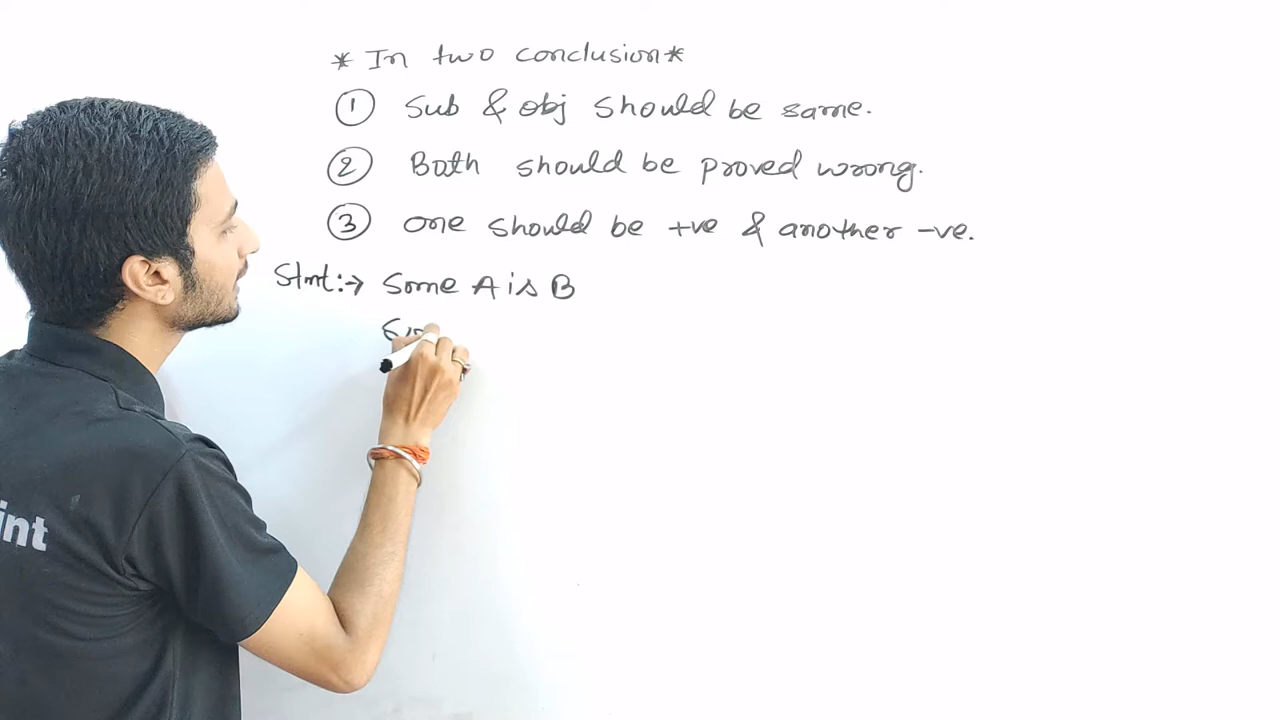 * In two conclusion *
① Sub & obj should be same.
② Both should be proved wrong.
③ one should be +ve & another -ve.
Stmt:→ Some A is B
int